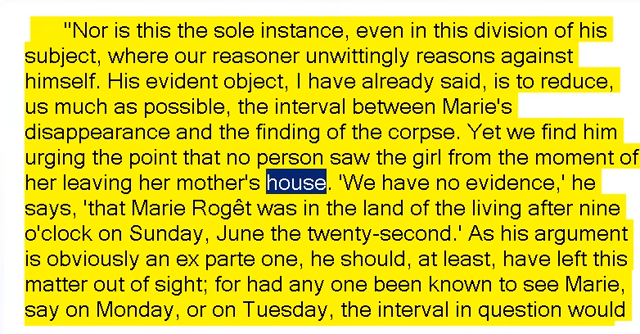 "Nor is this the sole instance, even in this division of his
subject, where our reasoner unwittingly reasons against
himself. His evident object, I have already said, is to reduce,
us much as possible, the interval between Marie's
disappearance and the finding of the corpse. Yet we find him
urging the point that no person saw the girl from the moment of
her leaving her mother's house. 'We have no evidence,' he
says, 'that Marie Rogêt was in the land of the living after nine
o'clock on Sunday, June the twenty-second.' As his argument
is obviously an ex parte one, he should, at least, have left this
matter out of sight; for had any one been known to see Marie,
say on Monday, or on Tuesday, the interval in question would